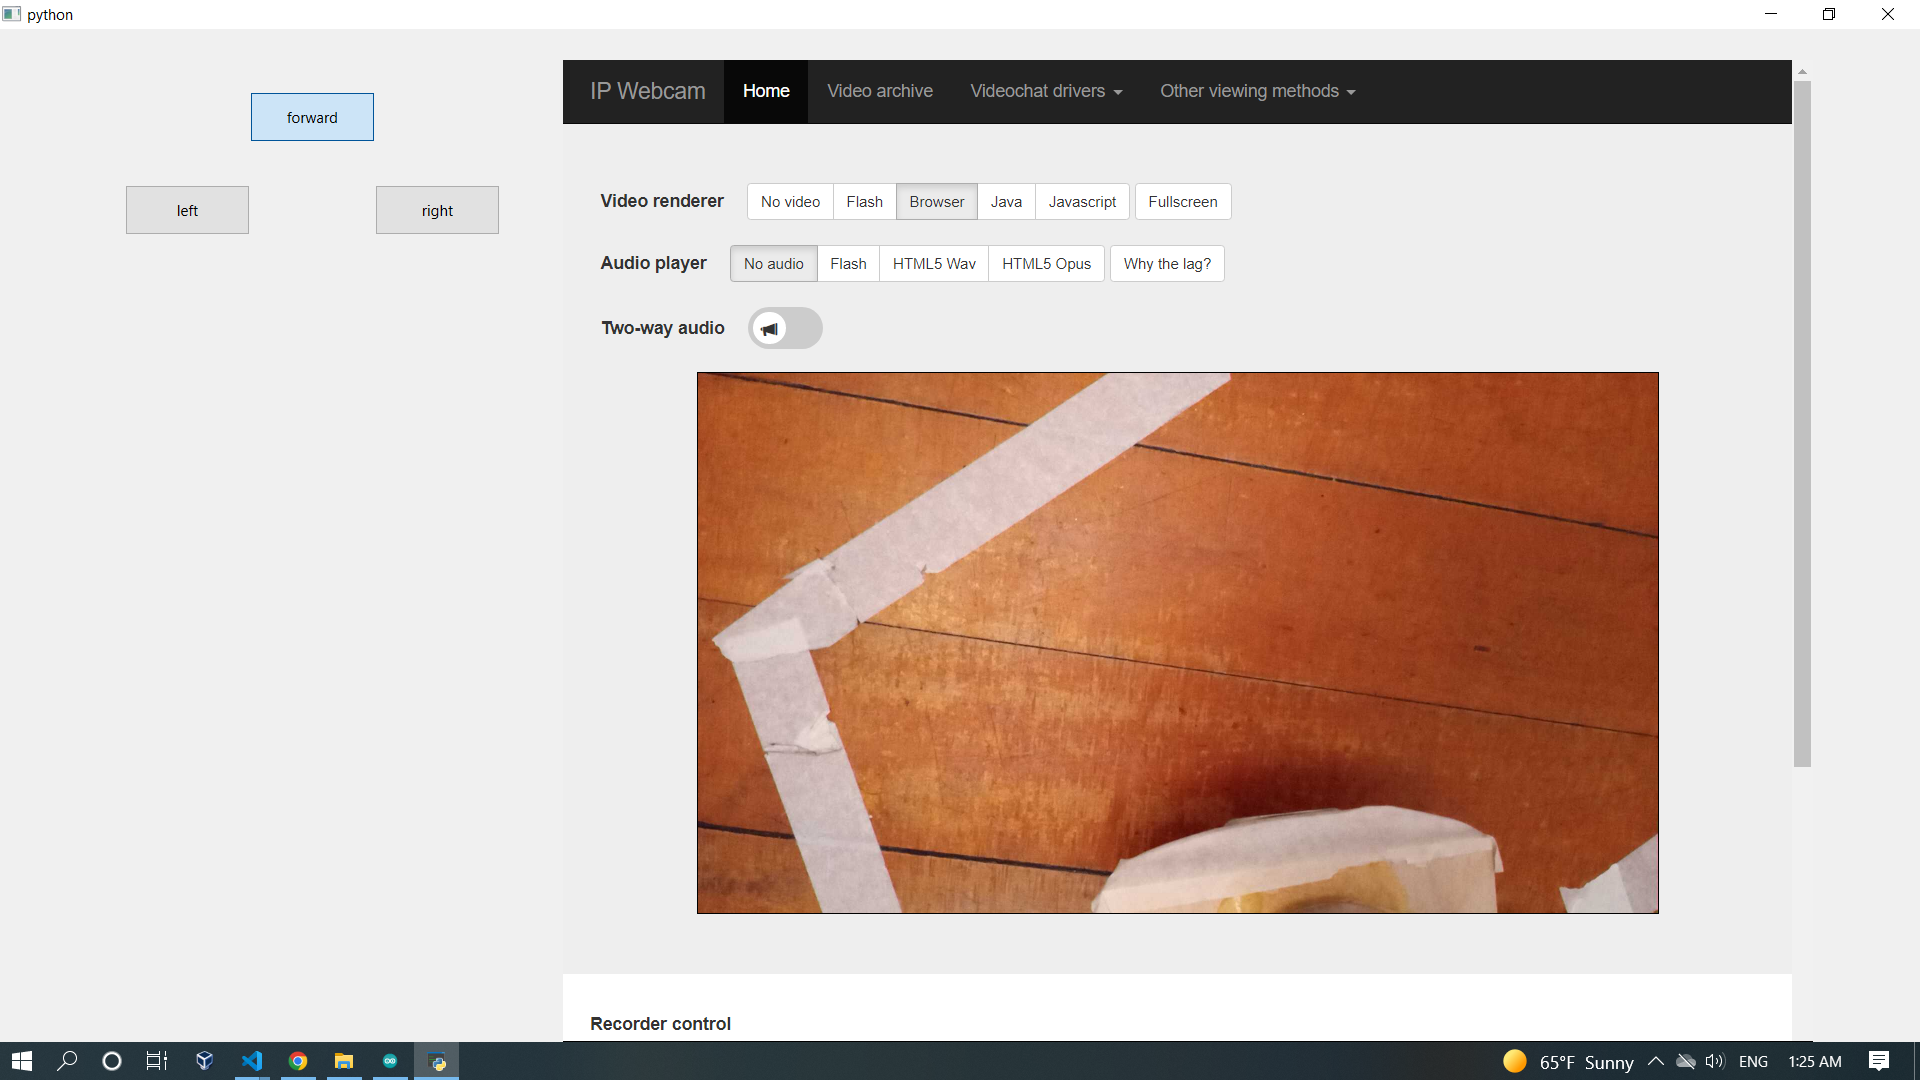 python
forward
left right
IP Webcam Home Video archive Videochat drivers Other viewing methods
Video renderer No video Flash Browser Java Javascript Fullscreen
Audio player No audio Flash HTML5 Wav HTML5 Opus Why the lag?
Two-way audio
Recorder control
65°F Sunny ENG 1:25 AM